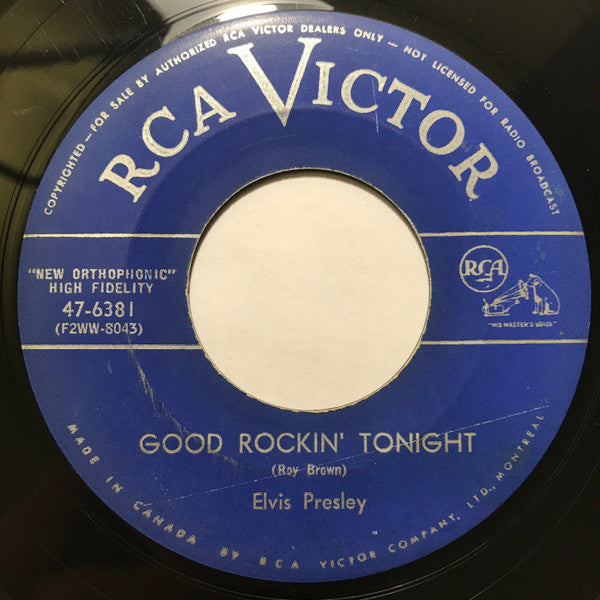 COPYRIGHTED—FOR SALE BY AUTHORIZED RCA VICTOR DEALERS ONLY — NOT LICENSED FOR RADIO BROADCAST
RCA VICTOR
"NEW ORTHOPHONIC"
HIGH FIDELITY
47-6381
(F2WW-8043)
RCA
"HIS MASTER'S VOICE"
GOOD ROCKIN' TONIGHT
(Roy Brown)
Elvis Presley
MADE IN CANADA BY RCA VICTOR COMPANY, LTD., MONTREAL